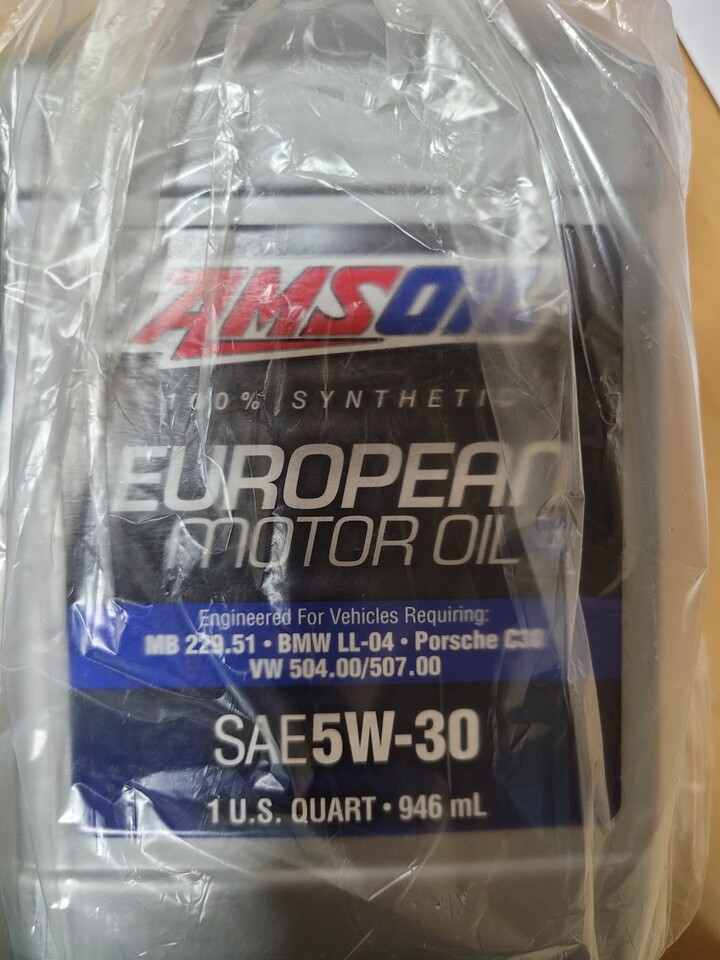 AMSOIL
100% SYNTHETIC
EUROPEAN
MOTOR OIL
Engineered For Vehicles Requiring:
MB 229.51 • BMW LL-04 • Porsche C30
VW 504.00/507.00
SAE 5W-30
1 U.S. QUART • 946 mL